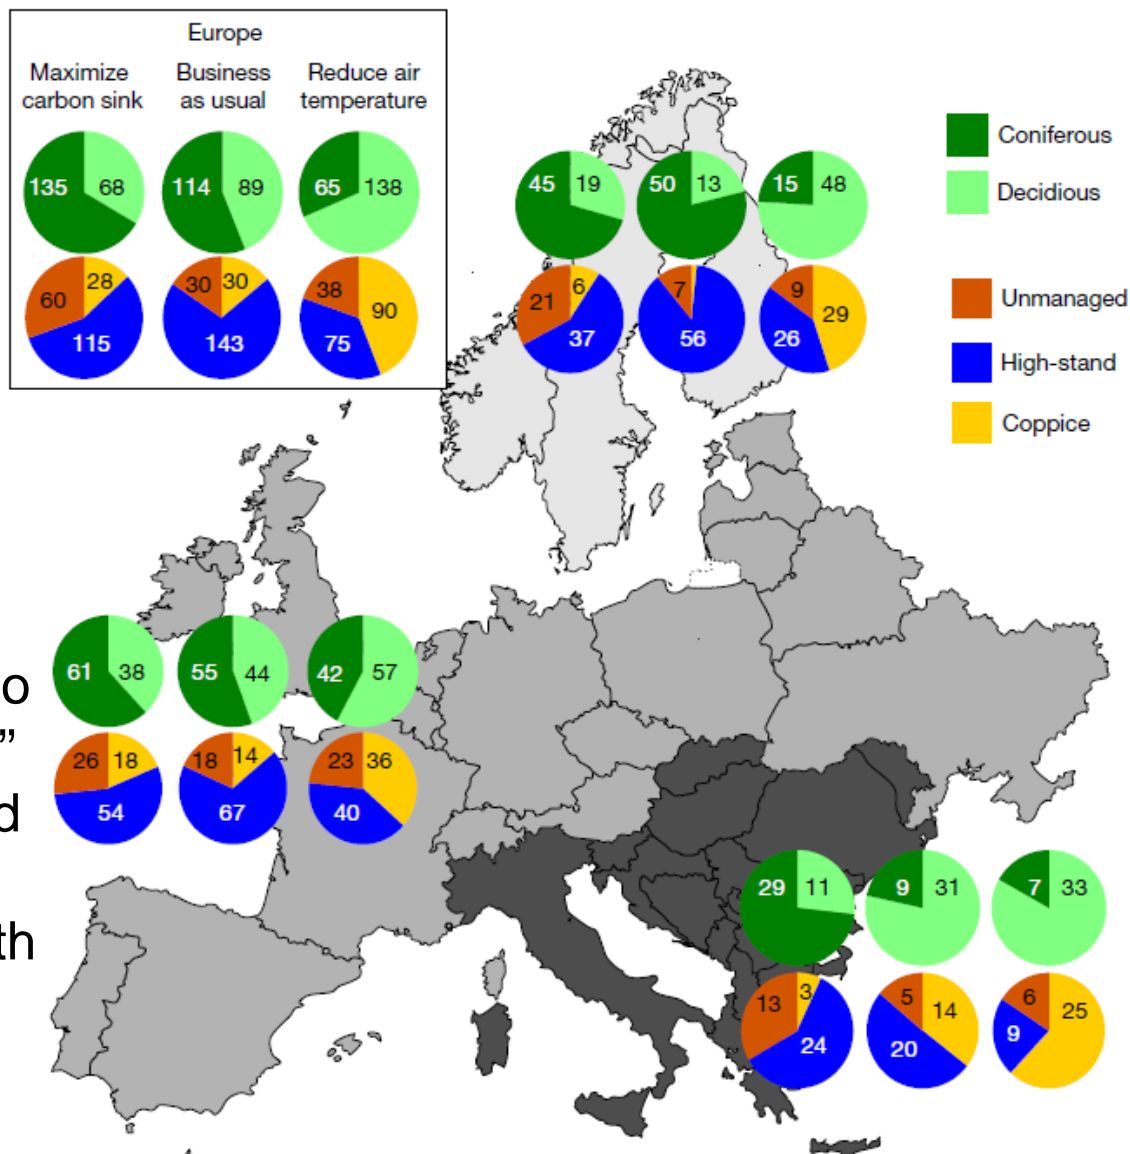 Europe
Maximize carbon sink
Business as usual
Reduce air temperature
135 68
114 89
65 138
60 28 115
30 30 143
38 90 75
45 19
50 13
15 48
21 6 37
7 56
9 29 26
Coniferous
Decidious
Unmanaged
High-stand
Coppice
61 38
55 44
42 57
o
”
26 18 54
18 14 67
23 36 40
d
th
29 11
9 31
7 33
13 3 24
5 14 20
6 25 9